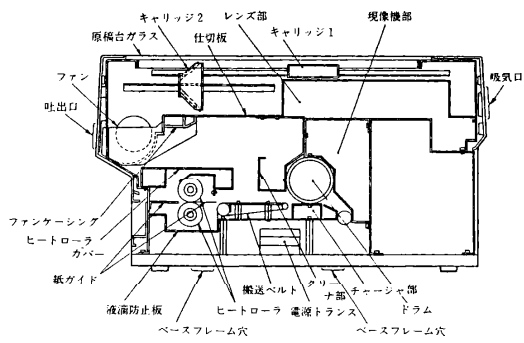 キャリッジ2
レンズ部
現像機部
原稿台ガラス
仕切板
キャリッジ1
ファン
吸気口
吐出口
ファンケーシング
ヒートローラ
カバー
紙ガイド
液滴防止板
搬送ベルト
クリー
ナ部
チャージャ部
ヒートローラ
電源トランス
ドラム
ベースフレーム穴
ベースフレーム穴